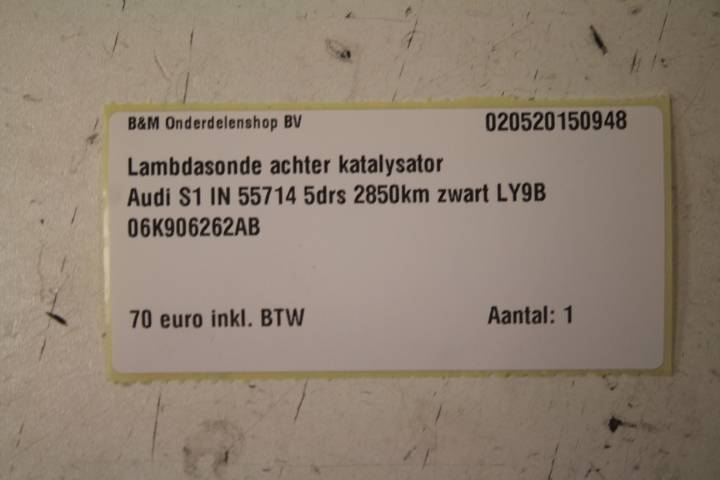 B&M Onderdelenshop BV 020520150948
Lambdasonde achter katalysator
Audi S1 IN 55714 5drs 2850km zwart LY9B
06K906262AB
70 euro inkl. BTW Aantal: 1